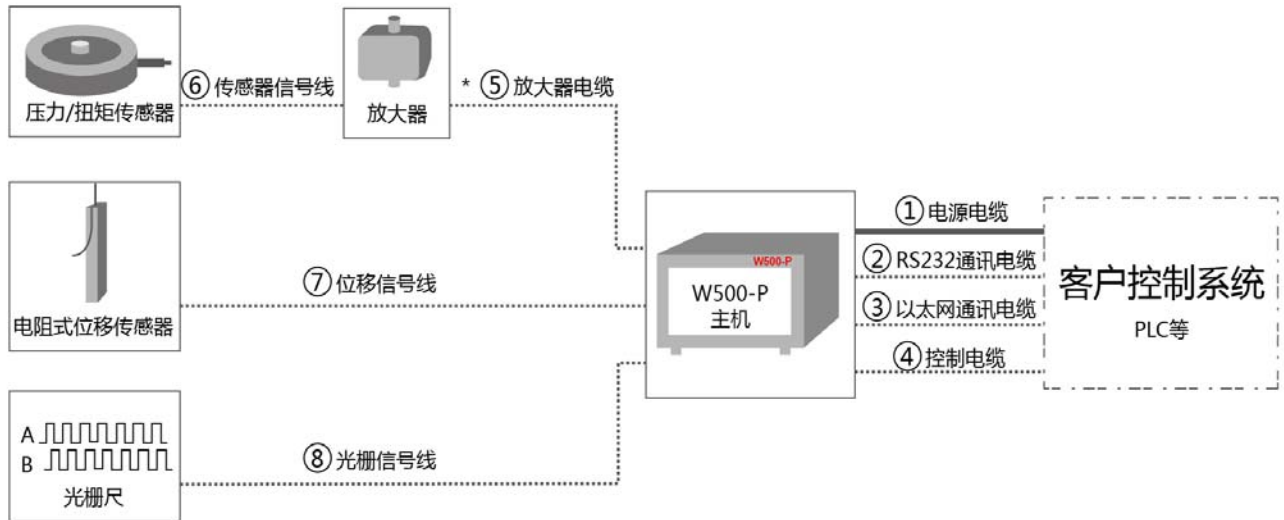 压力/扭矩传感器
⑥ 传感器信号线
放大器
* ⑤ 放大器电缆
电阻式位移传感器
⑦ 位移信号线
A
B
光栅尺
⑧ 光栅信号线
W500-P
W500-P
主机
① 电源电缆
② RS232通讯电缆
③ 以太网通讯电缆
④ 控制电缆
客户控制系统
PLC等